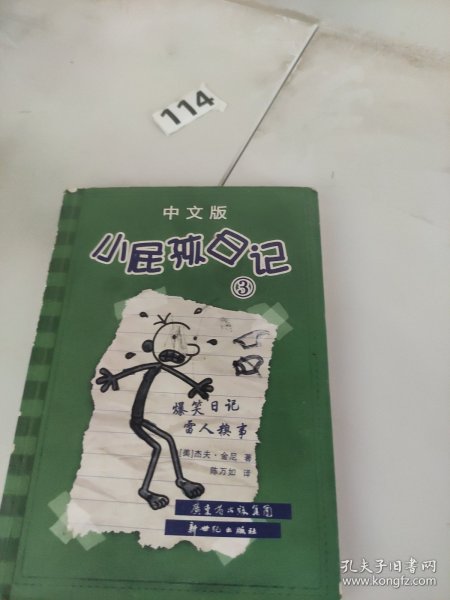 114
中文版
小屁孩日记
③
爆笑日记
雷人糗事
[美]杰夫·金尼 著
陈万如 译
广东省出版集团
新世纪出版社
孔夫子旧书网
www.kongfz.com